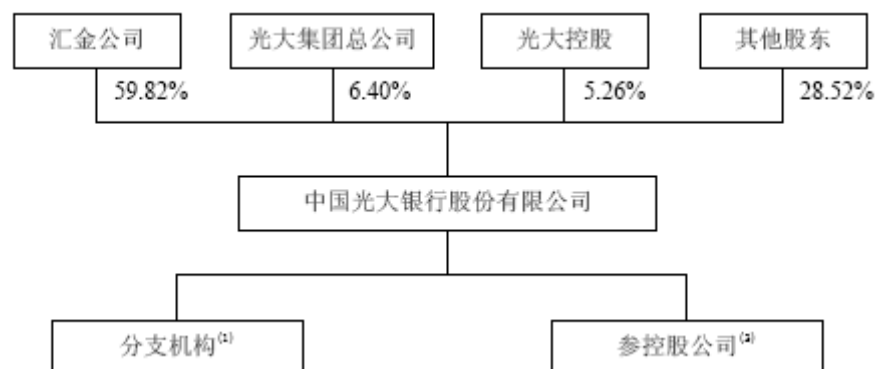 汇金公司 光大集团总公司 光大控股 其他股东
59.82% 6.40% 5.26% 28.52%
中国光大银行股份有限公司
分支机构(1) 参控股公司(2)